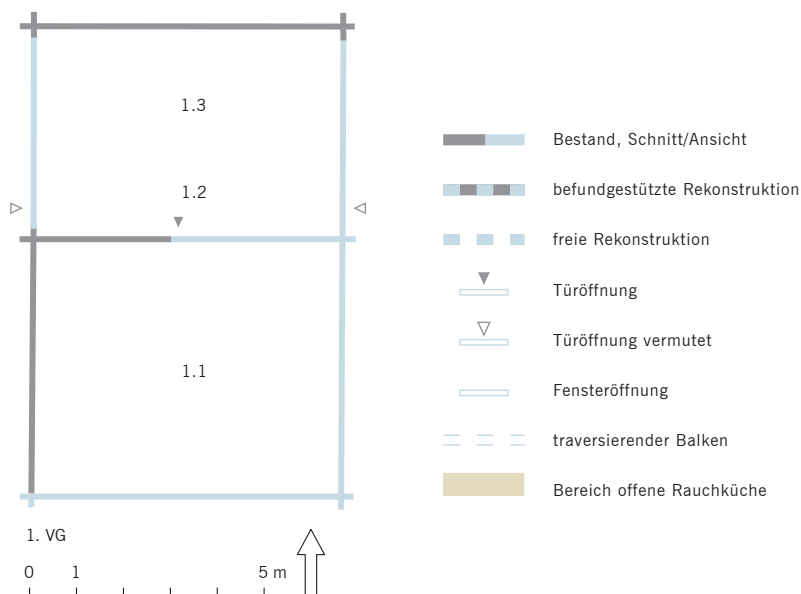 1.3
1.2
1.1
1. VG
0 1 5 m
Bestand, Schnitt/Ansicht
befundgestützte Rekonstruktion
freie Rekonstruktion
Türöffnung
Türöffnung vermutet
Fensteröffnung
traversierender Balken
Bereich offene Rauchküche